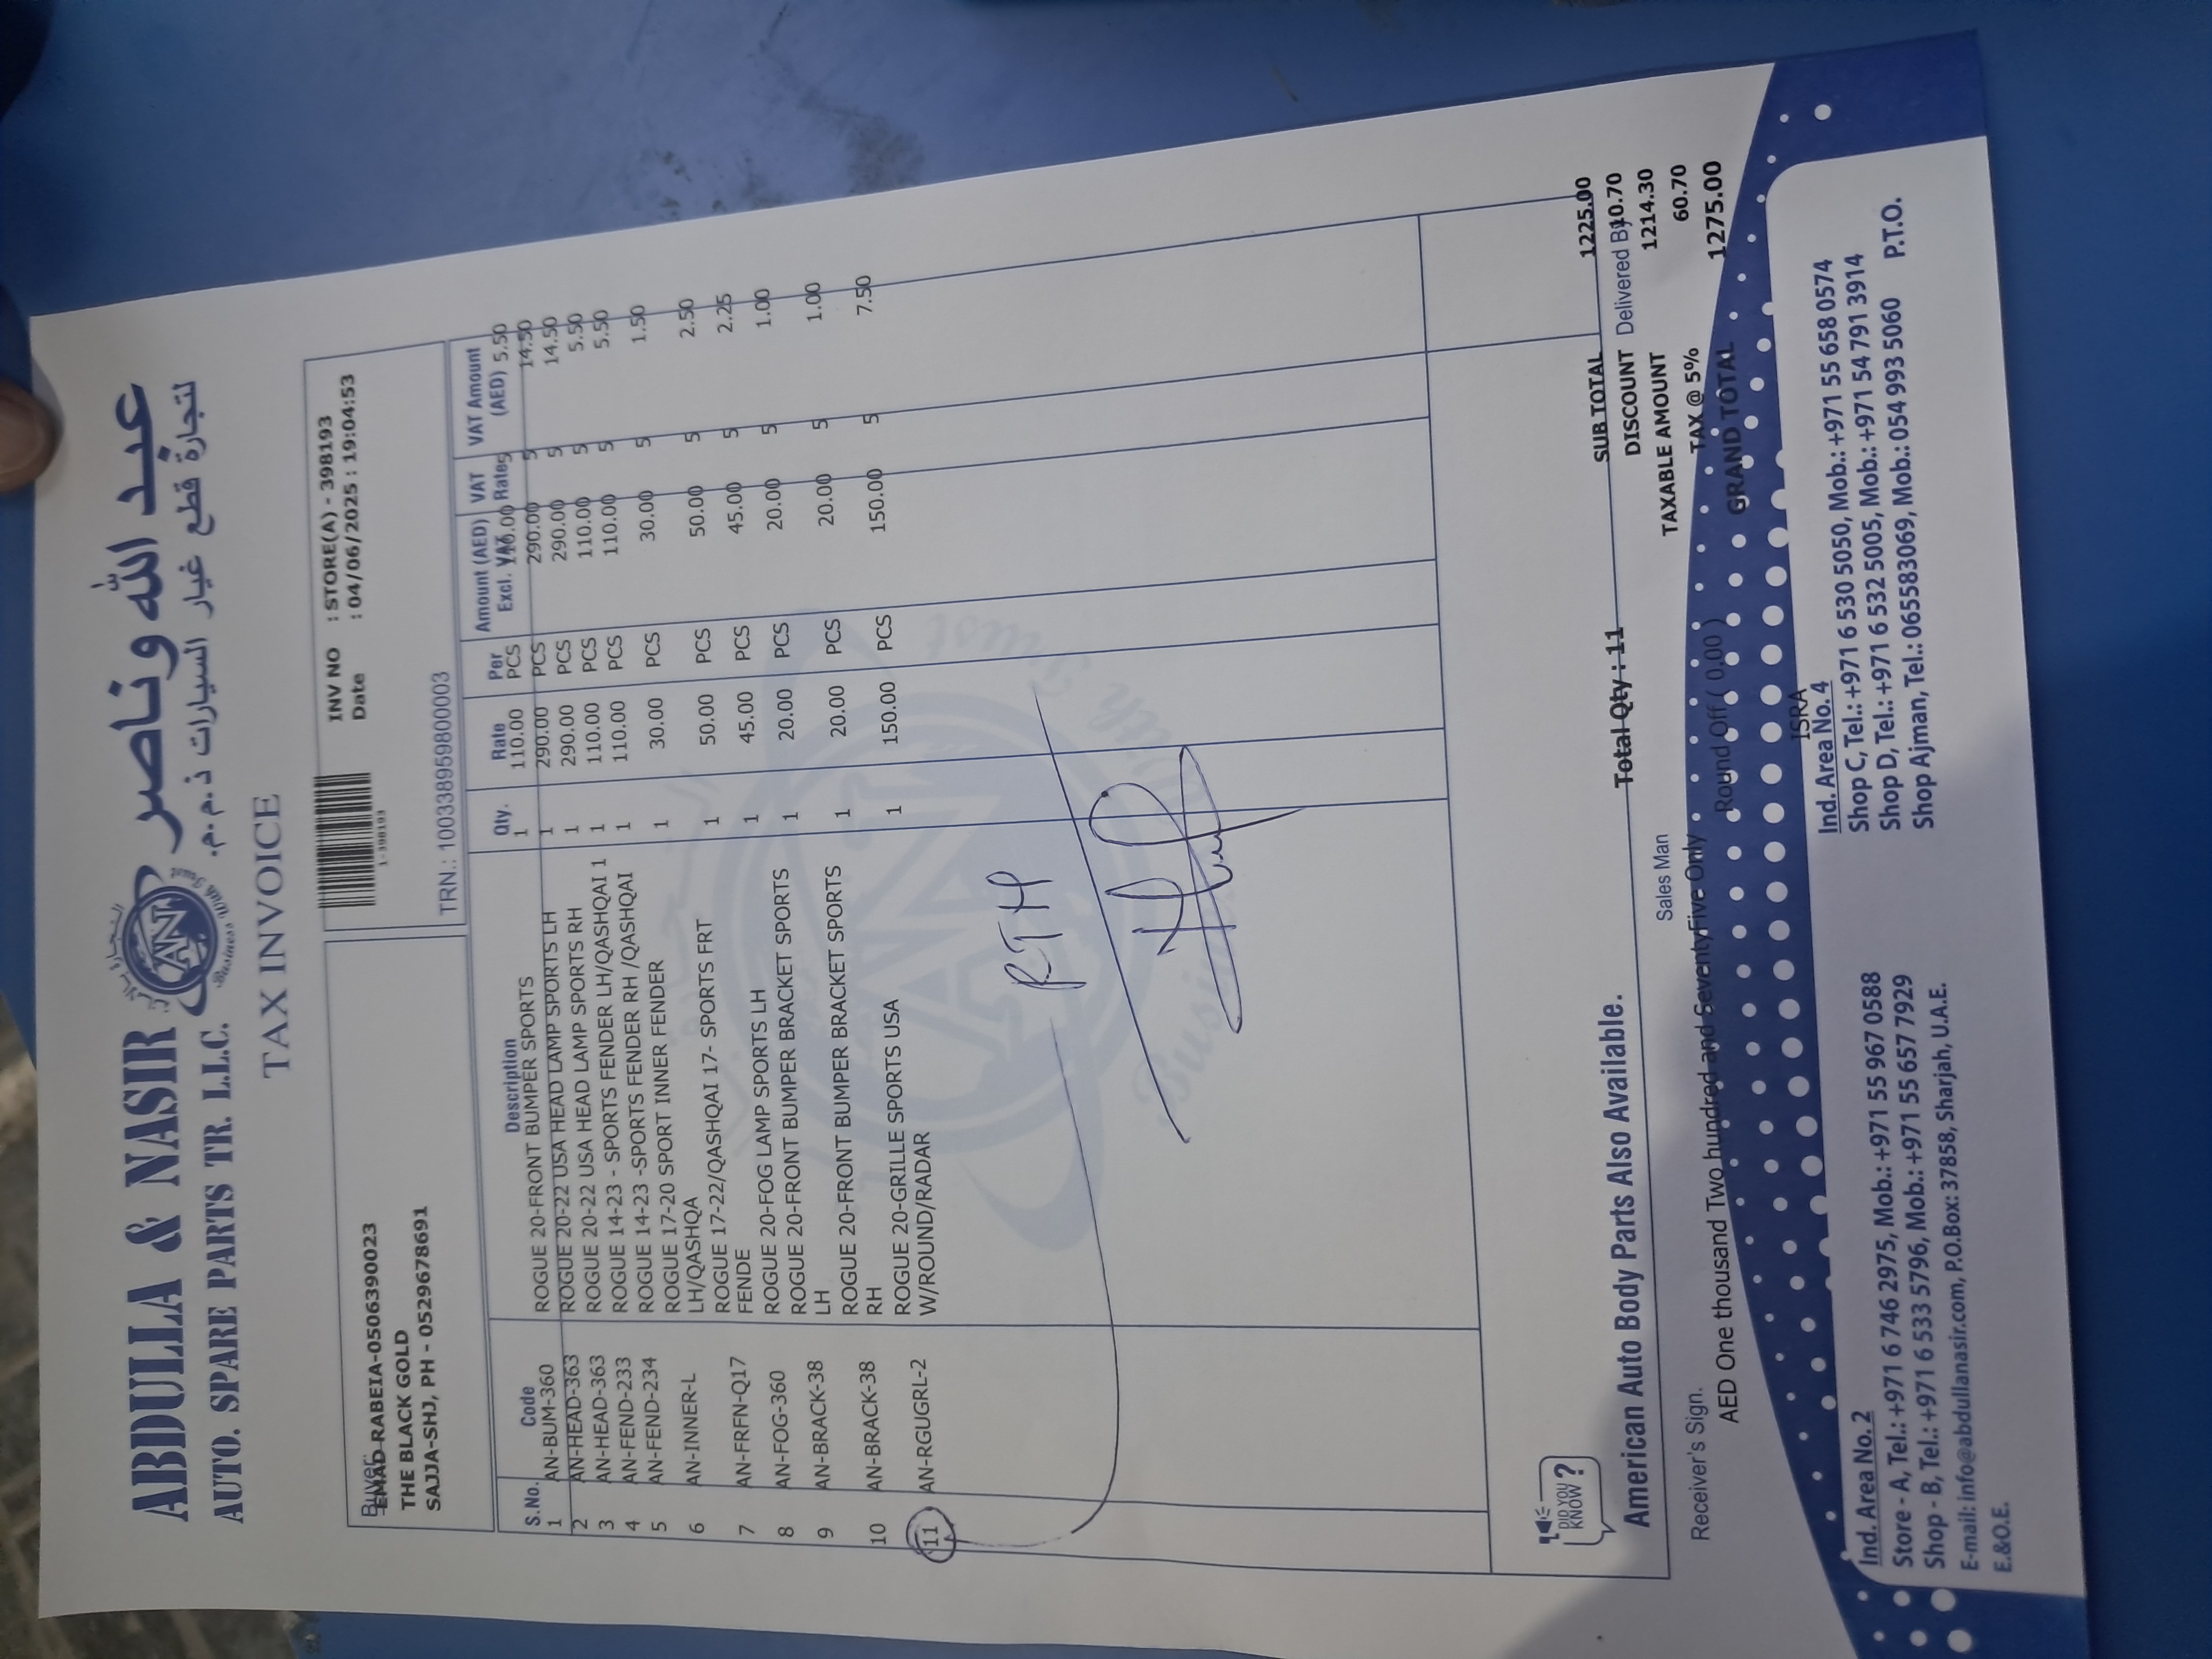 ABDULLA & NASIR
عبد الله وناصر
AUTO. SPARE PARTS TR. L.L.C.
لتجارة قطع غيار السيارات ذ.م.م.
AN
Business With Trust
TAX INVOICE
Buyer:
EMAD RABEIA-0506390023
THE BLACK GOLD
SAJJA-SHJ, PH - 0529678691
1-398193
INV NO : STORE(A) - 398193
Date : 04/06/2025 : 19:04:53
TRN.: 100338959800003
S.No. Code Description Qty. Rate Per Amount (AED) Excl. VAT VAT Rate VAT Amount (AED)
1 AN-BUM-360 ROGUE 20-FRONT BUMPER SPORTS 1 110.00 PCS 110.00 5 5.50
2 AN-HEAD-363 ROGUE 20-22 USA HEAD LAMP SPORTS LH 1 290.00 PCS 290.00 5 14.50
3 AN-HEAD-363 ROGUE 20-22 USA HEAD LAMP SPORTS RH 1 290.00 PCS 290.00 5 14.50
4 AN-FEND-233 ROGUE 14-23 - SPORTS FENDER LH/QASHQAI 1 1 110.00 PCS 110.00 5 5.50
5 AN-FEND-234 ROGUE 14-23 -SPORTS FENDER RH /QASHQAI 1 110.00 PCS 110.00 5 5.50
6 AN-INNER-L ROGUE 17-20 SPORT INNER FENDER 1 30.00 PCS 30.00 5 1.50
LH/QASHQA
7 AN-FRFN-Q17 ROGUE 17-22/QASHQAI 17- SPORTS FRT 1 50.00 PCS 50.00 5 2.50
FENDE
8 AN-FOG-360 ROGUE 20-FOG LAMP SPORTS LH 1 45.00 PCS 45.00 5 2.25
9 AN-BRACK-38 ROGUE 20-FRONT BUMPER BRACKET SPORTS 1 20.00 PCS 20.00 5 1.00
LH
10 AN-BRACK-38 ROGUE 20-FRONT BUMPER BRACKET SPORTS 1 20.00 PCS 20.00 5 1.00
RH
11 AN-RGUGRL-2 ROGUE 20-GRILLE SPORTS USA 1 150.00 PCS 150.00 5 7.50
W/ROUND/RADAR
RTH
DID YOU KNOW ?
American Auto Body Parts Also Available.
Total Qty : 11
SUB TOTAL 1225.00
DISCOUNT 10.70
TAXABLE AMOUNT 1214.30
TAX @ 5% 60.70
GRAND TOTAL 1275.00
Receiver's Sign.
Sales Man
Delivered By
AED One thousand Two hundred and SeventyFive Only
Round Off ( 0.00 )
ISRA
Ind. Area No. 2
Store - A, Tel.: +971 6 746 2975, Mob.: +971 55 967 0588
Shop - B, Tel.: +971 6 533 5796, Mob.: +971 55 657 7929
E-mail: info@abdullanasir.com, P.O.Box: 37858, Sharjah, U.A.E.
E.&O.E.
Ind. Area No. 4
Shop C, Tel.: +971 6 530 5050, Mob.: +971 55 658 0574
Shop D, Tel.: +971 6 532 5005, Mob.: +971 54 791 3914
Shop Ajman, Tel.: 065583069, Mob.: 054 993 5060 P.T.O.